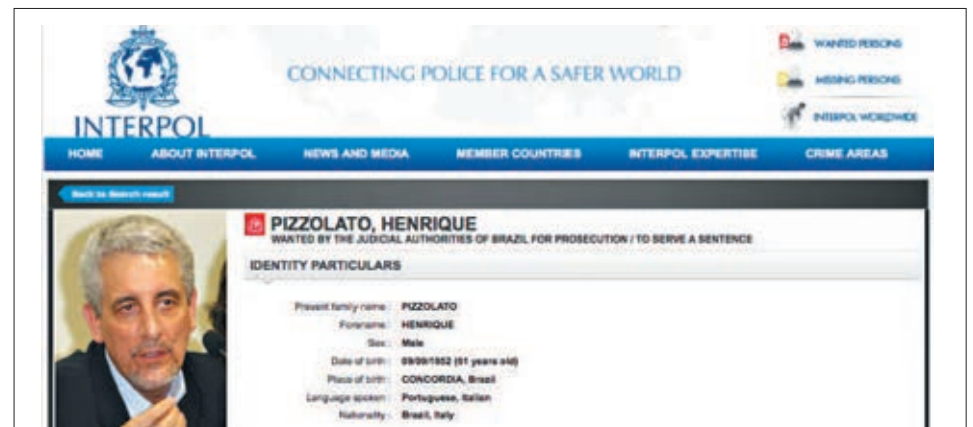 WANTED PERSONS
CONNECTING POLICE FOR A SAFER WORLD
MISSING PERSONS
INTERPOL WORLDWIDE
INTERPOL
HOME ABOUT INTERPOL NEWS AND MEDIA MEMBER COUNTRIES INTERPOL EXPERTISE CRIME AREAS
Back to Search result
PIZZOLATO, HENRIQUE
WANTED BY THE JUDICIAL AUTHORITIES OF BRAZIL FOR PROSECUTION / TO SERVE A SENTENCE
IDENTITY PARTICULARS
Present family name: PIZZOLATO
Forename: HENRIQUE
Sex: Male
Date of birth: 09/09/1952 (61 years old)
Place of birth: CONCORDIA, Brazil
Language spoken: Portuguese, Italian
Nationality: Brazil, Italy